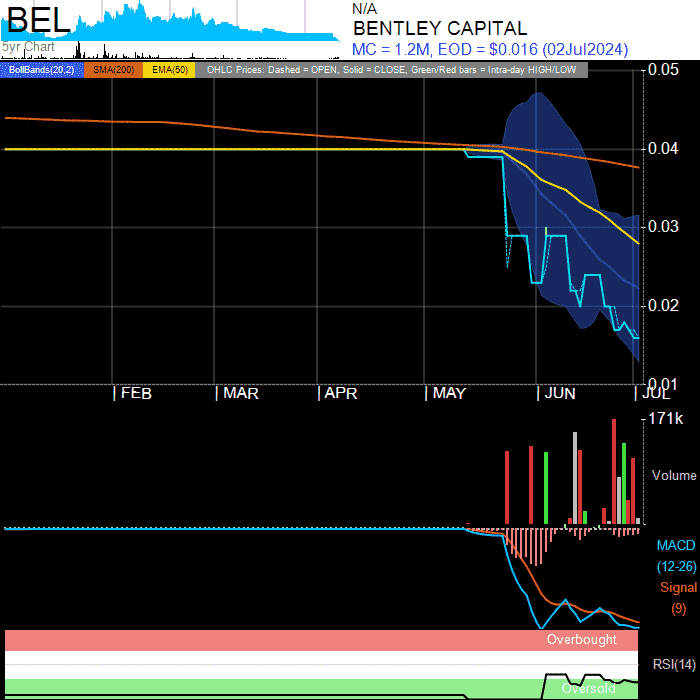 BEL
5yr Chart
N/A
BENTLEY CAPITAL
MC = 1.2M, EOD = $0.016 (02Jul2024)
BollBands(20,2) SMA(200) EMA(50) OHLC Prices: Dashed = OPEN, Solid = CLOSE, Green/Red bars = Intra-day HIGH/LOW
0.05
0.04
0.03
0.02
0.01
FEB MAR APR MAY JUN JUL
171k
Volume
MACD
(12-26)
Signal
(9)
Overbought
RSI(14)
Oversold